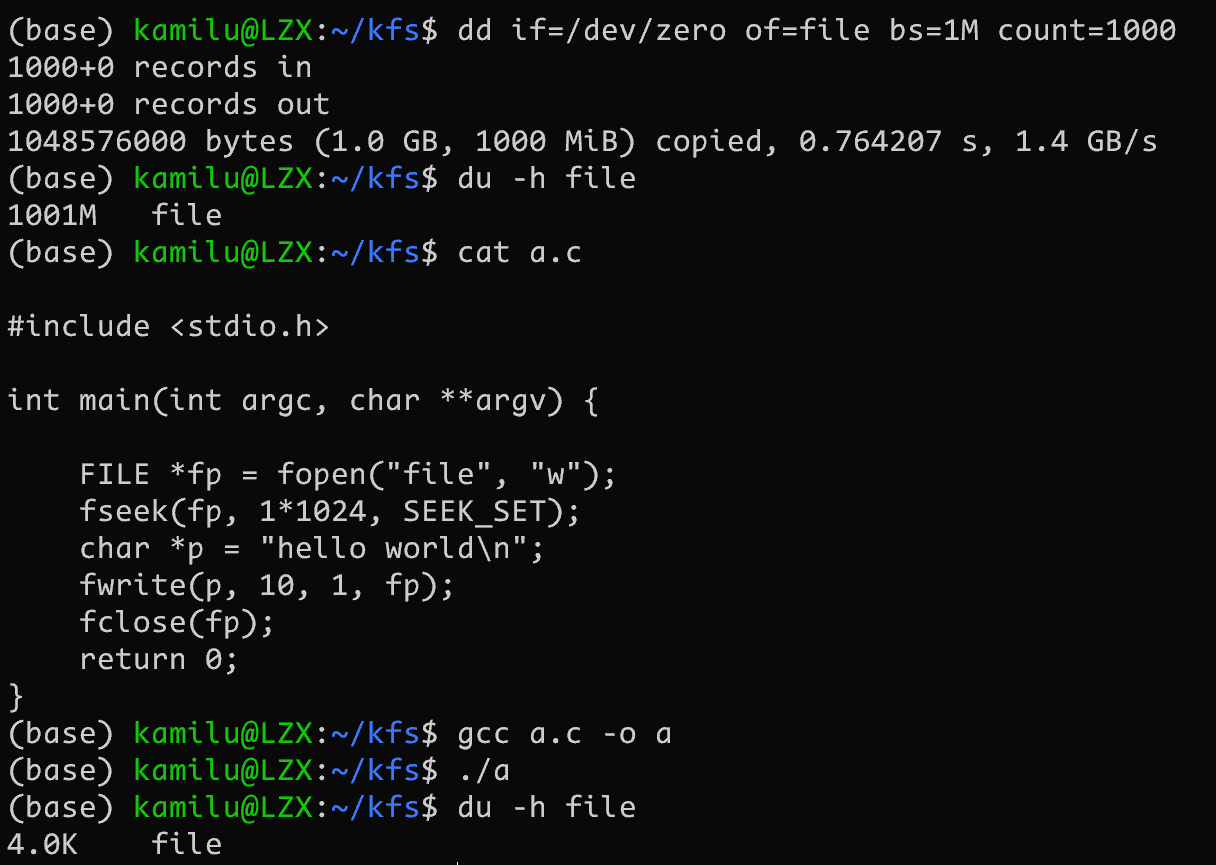 (base) kamilu@LZX:~/kfs$ dd if=/dev/zero of=file bs=1M count=1000
1000+0 records in
1000+0 records out
1048576000 bytes (1.0 GB, 1000 MiB) copied, 0.764207 s, 1.4 GB/s
(base) kamilu@LZX:~/kfs$ du -h file
1001M   file
(base) kamilu@LZX:~/kfs$ cat a.c

#include <stdio.h>

int main(int argc, char **argv) {

    FILE *fp = fopen("file", "w");
    fseek(fp, 1*1024, SEEK_SET);
    char *p = "hello world\n";
    fwrite(p, 10, 1, fp);
    fclose(fp);
    return 0;
}
(base) kamilu@LZX:~/kfs$ gcc a.c -o a
(base) kamilu@LZX:~/kfs$ ./a
(base) kamilu@LZX:~/kfs$ du -h file
4.0K    file